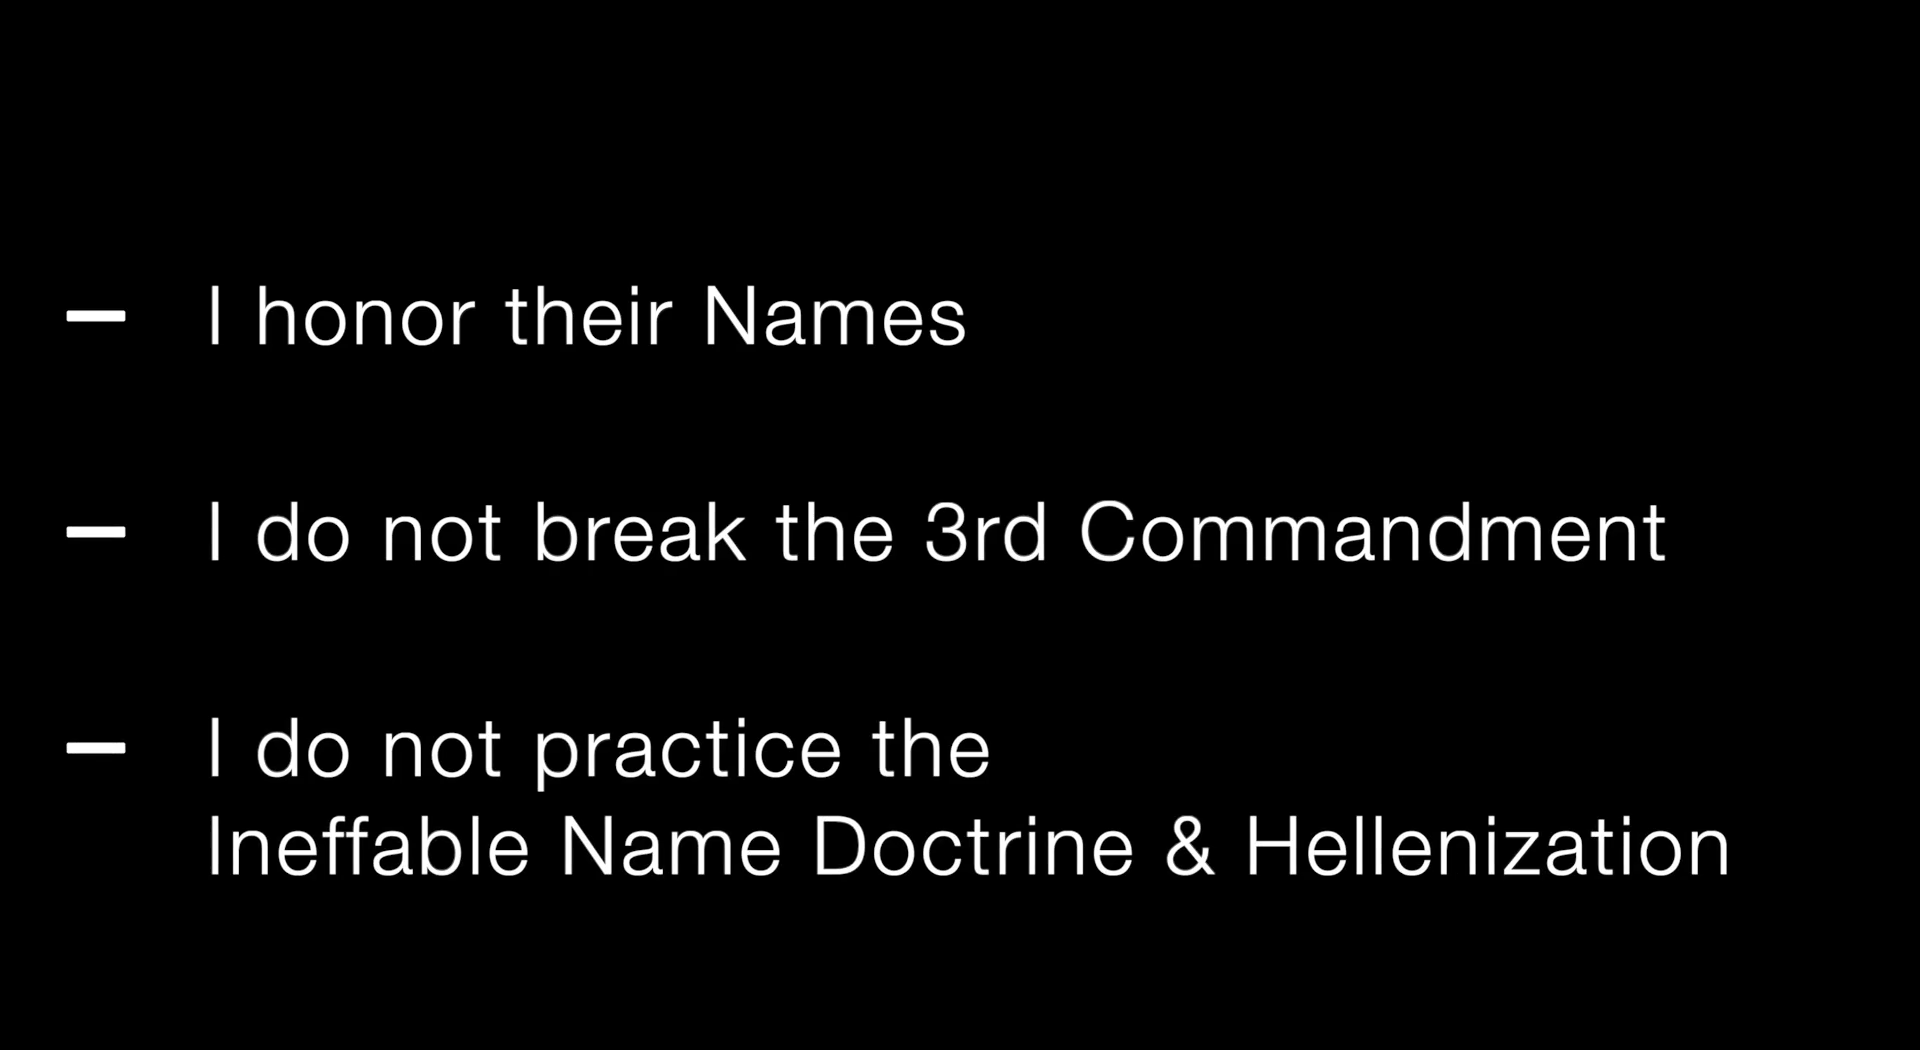 – I honor their Names
– I do not break the 3rd Commandment
– I do not practice the
Ineffable Name Doctrine & Hellenization